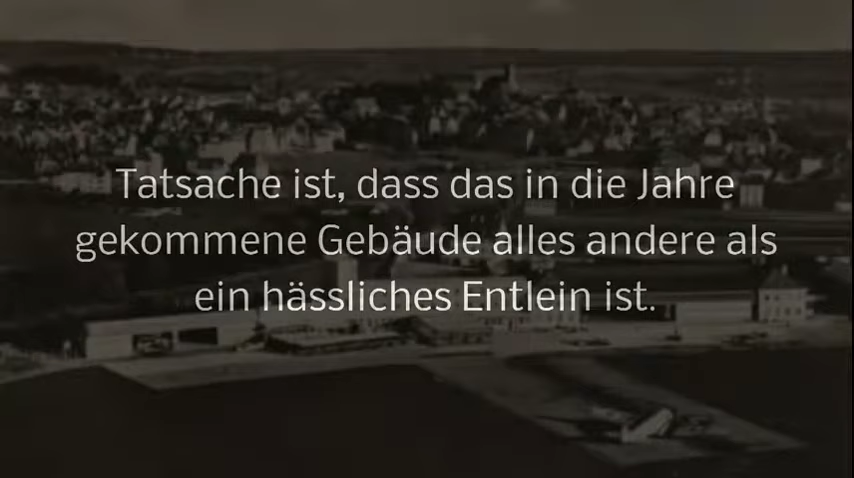 Tatsache ist, dass das in die Jahre
gekommene Gebäude alles andere als
ein hässliches Entlein ist.